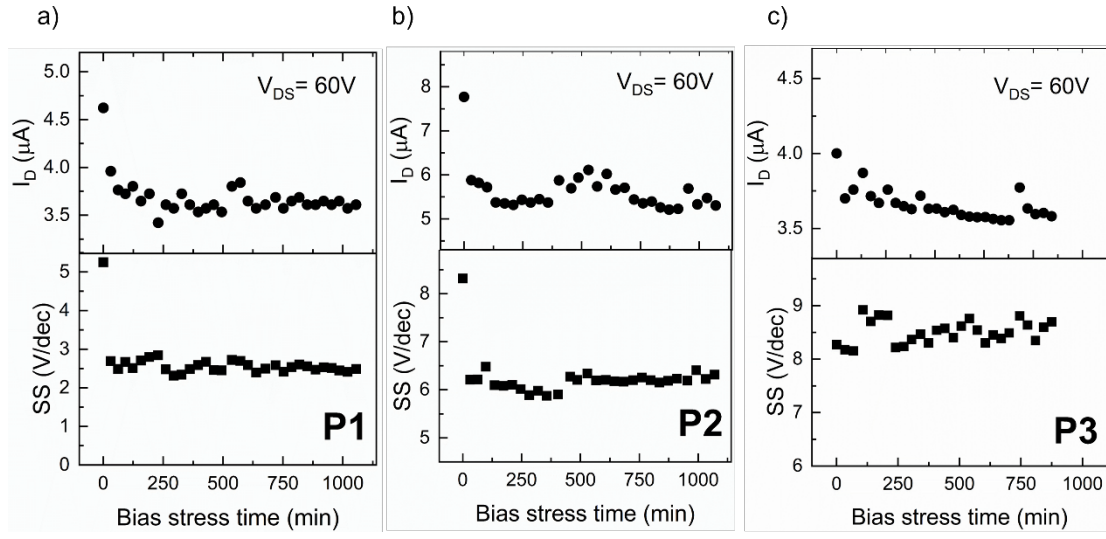 a)
5.0
4.5
4.0
3.5
I_D (μA)
V_DS= 60V
5
4
3
2
1
0
SS (V/dec)
P1
0 250 500 750 1000
Bias stress time (min)
b)
8
7
6
5
I_D (μA)
V_DS= 60V
8
7
6
5
SS (V/dec)
P2
0 250 500 750 1000
Bias stress time (min)
c)
4.5
4.0
3.5
I_D (μA)
V_DS= 60V
9
8
7
6
SS (V/dec)
P3
0 250 500 750 1000
Bias stress time (min)